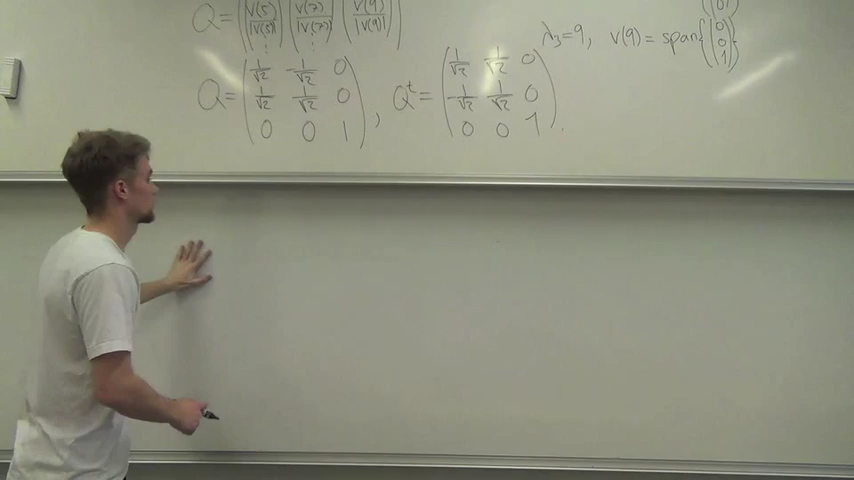 Q = ( v(5)/|v(5)| | v(7)/|v(7)| | v(9)/|v(9)| )
λ₃ = 9, v(9) = span{ (0 0 1) }
Q = ( 1/√2 -1/√2 0
1/√2 1/√2 0
0 0 1 ) , Qᵗ = ( 1/√2 1/√2 0
-1/√2 1/√2 0
0 0 1 ) .